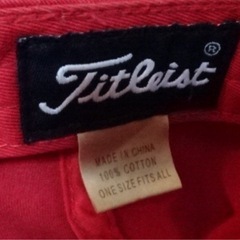 Titleist ®
MADE IN CHINA
100% COTTON
ONE SIZE FITS ALL